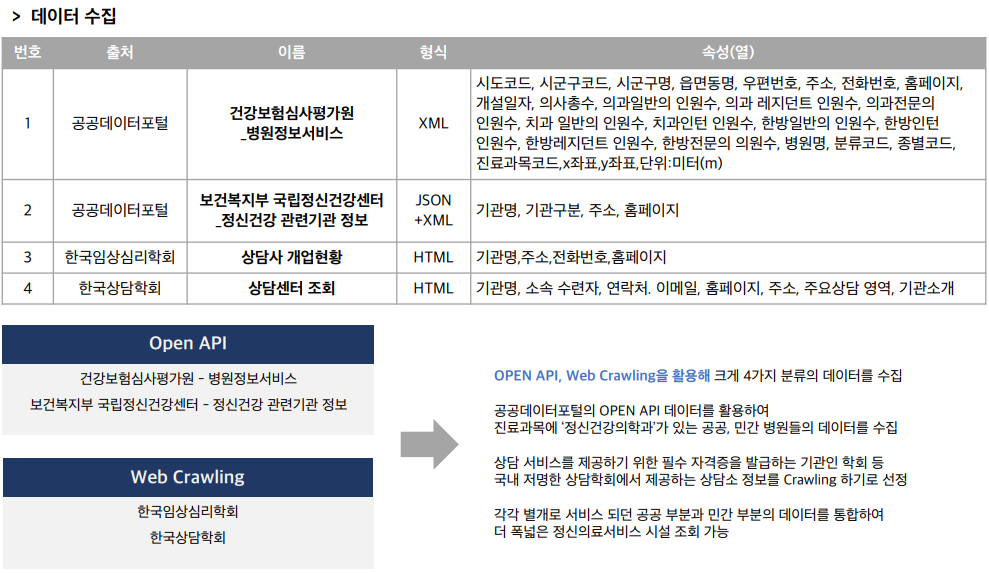 > 데이터 수집
번호 출처 이름 형식 속성(열)
1 공공데이터포털 건강보험심사평가원
_병원정보서비스 XML 시도코드, 시군구코드, 시군구명, 읍면동명, 우편번호, 주소, 전화번호, 홈페이지,
개설일자, 의사총수, 의과일반의 인원수, 의과 레지던트 인원수, 의과전문의
인원수, 치과 일반의 인원수, 치과인턴 인원수, 한방일반의 인원수, 한방인턴
인원수, 한방레지던트 인원수, 한방전문의 의원수, 병원명, 분류코드, 종별코드,
진료과목코드,x좌표,y좌표,단위:미터(m)
2 공공데이터포털 보건복지부 국립정신건강센터
_정신건강 관련기관 정보 JSON
+XML 기관명, 기관구분, 주소, 홈페이지
3 한국임상심리학회 상담사 개업현황 HTML 기관명,주소,전화번호,홈페이지
4 한국상담학회 상담센터 조회 HTML 기관명, 소속 수련자, 연락처. 이메일, 홈페이지, 주소, 주요상담 영역, 기관소개
Open API
건강보험심사평가원 – 병원정보서비스
보건복지부 국립정신건강센터 – 정신건강 관련기관 정보
Web Crawling
한국임상심리학회
한국상담학회
OPEN API, Web Crawling을 활용해 크게 4가지 분류의 데이터를 수집
공공데이터포털의 OPEN API 데이터를 활용하여
진료과목에 '정신건강의학과'가 있는 공공, 민간 병원들의 데이터를 수집
상담 서비스를 제공하기 위한 필수 자격증을 발급하는 기관인 학회 등
국내 저명한 상담학회에서 제공하는 상담소 정보를 Crawling 하기로 선정
각각 별개로 서비스 되던 공공 부분과 민간 부분의 데이터를 통합하여
더 폭넓은 정신의료서비스 시설 조회 가능